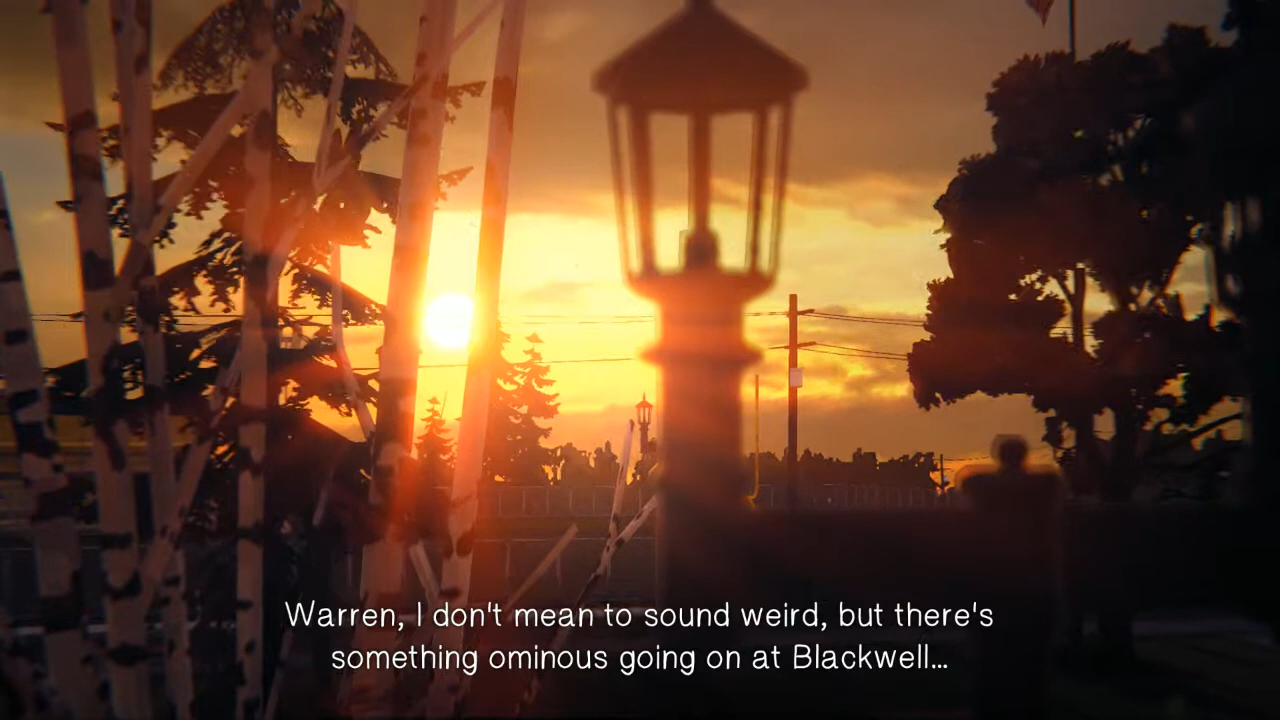 Warren, I don't mean to sound weird, but there's
something ominous going on at Blackwell...